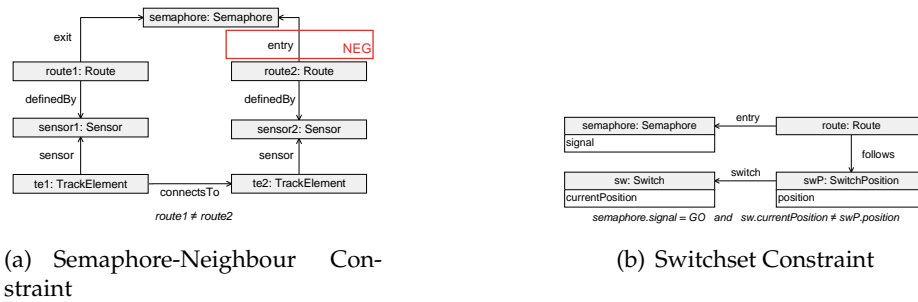 semaphore: Semaphore
exit
entry
NEG
route1: Route
route2: Route
definedBy
definedBy
sensor1: Sensor
sensor2: Sensor
sensor
sensor
te1: TrackElement
te2: TrackElement
connectsTo
route1 ≠ route2
(a) Semaphore-Neighbour Con-
straint
semaphore: Semaphore
signal
entry
route: Route
follows
sw: Switch
currentPosition
switch
swP: SwitchPosition
position
semaphore.signal = GO and sw.currentPosition ≠ swP.position
(b) Switchset Constraint